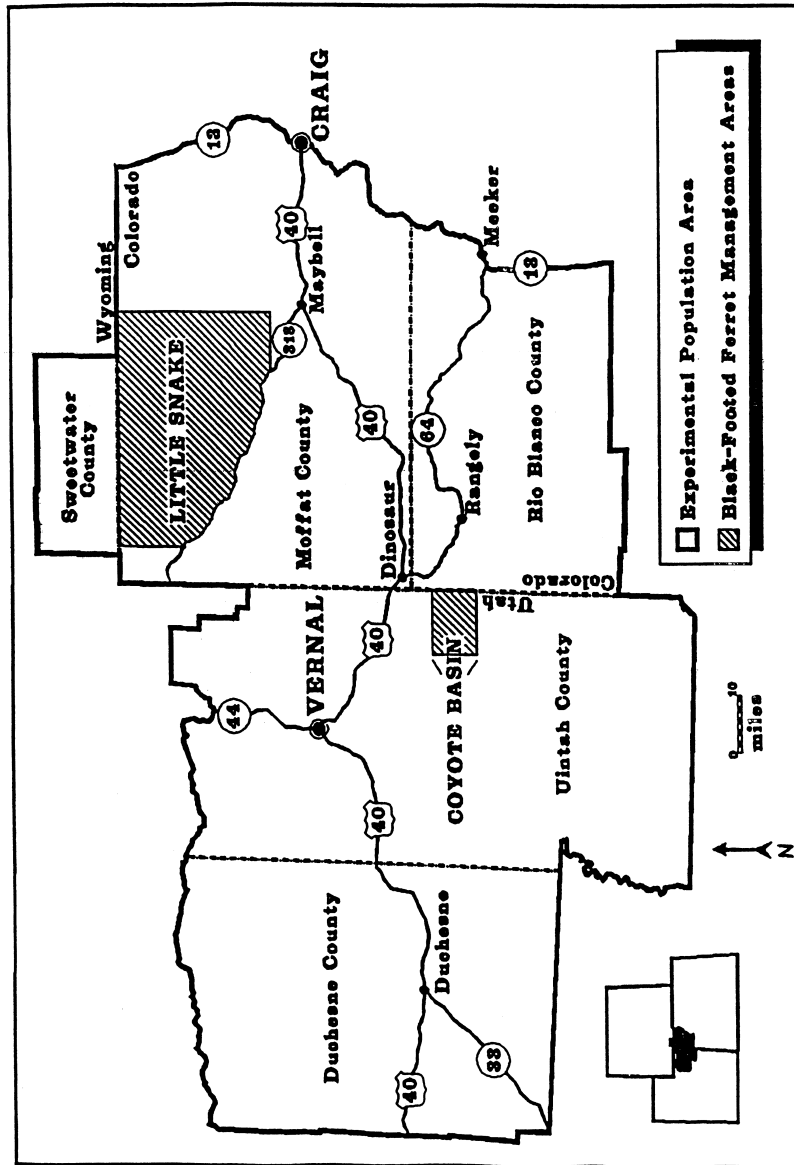 Sweetwater
County
Wyoming
Colorado
13
LITTLE SNAKE
318
40
CRAIG
Maybell
Moffat County
40
Dinosaur
64
Meeker
Rangely
13
Rio Blanco County
Colorado
Utah
44
VERNAL
40
COYOTE BASIN
Uintah County
40
Duchesne County
Duchesne
40
33
0 10
miles
N
Experimental Population Area
Black-Footed Ferret Management Areas